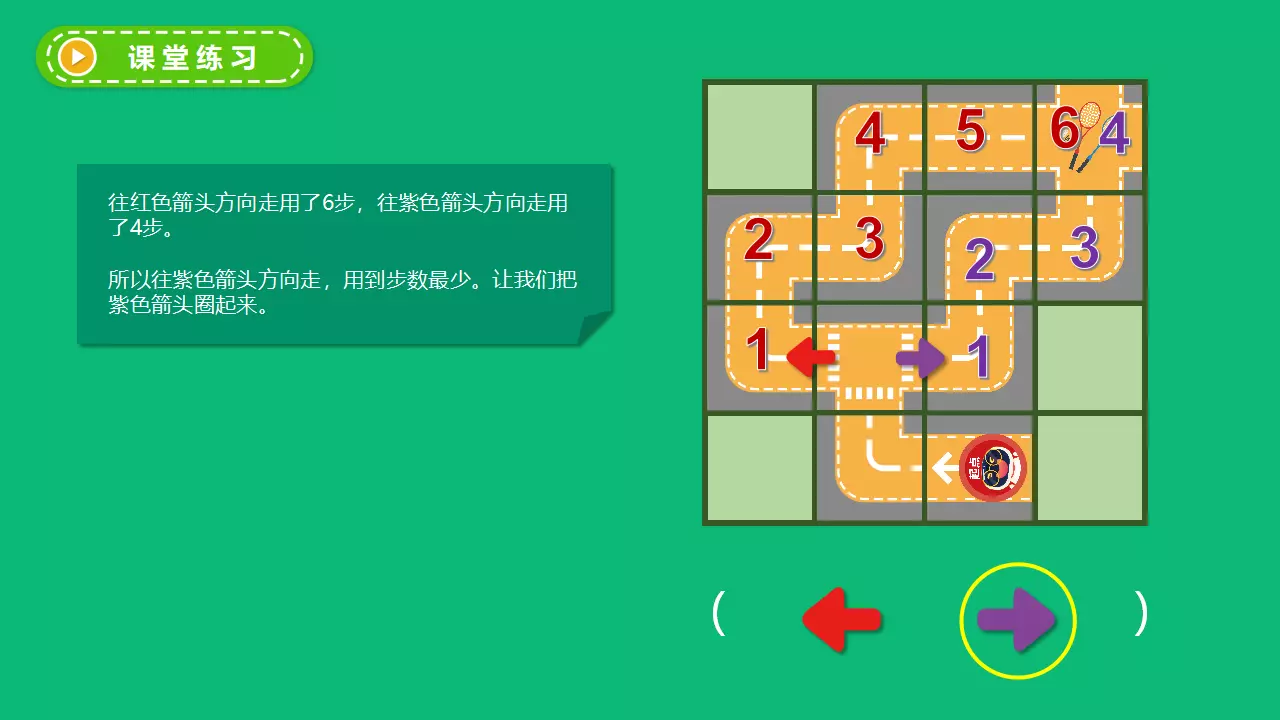 课堂练习
往红色箭头方向走用了6步，往紫色箭头方向走用
了4步。
所以往紫色箭头方向走，用到步数最少。让我们把
紫色箭头圈起来。
4 5 6 4
2 3 2 3
1 1
起点
( )